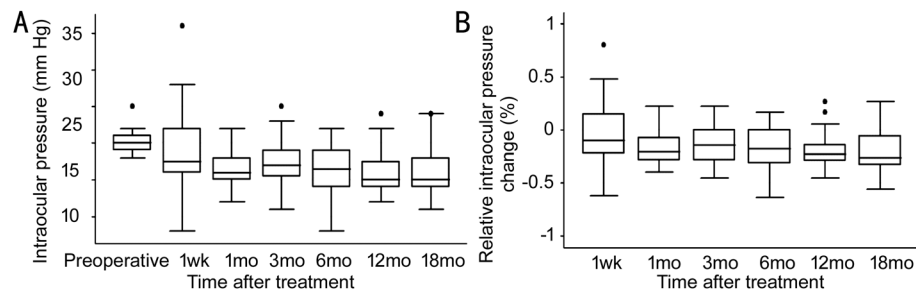 A
Intraocular pressure (mm Hg)
35
30
25
15
10
Preoperative 1wk 1mo 3mo 6mo 12mo 18mo
Time after treatment
B
Relative intraocular pressure
change (%)
1
0.5
0
-0.5
-1
1wk 1mo 3mo 6mo 12mo 18mo
Time after treatment